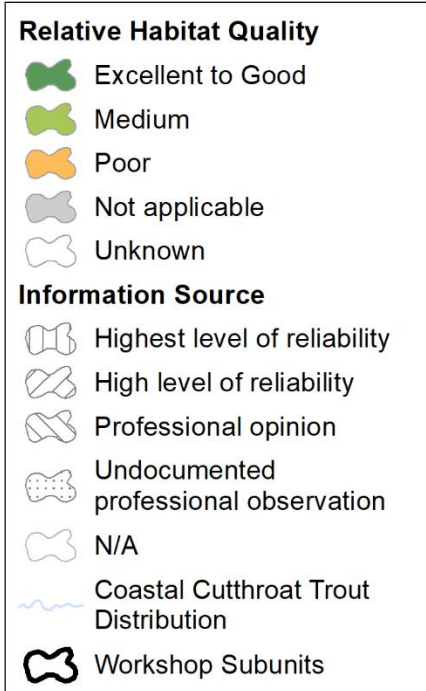 Relative Habitat Quality
Excellent to Good
Medium
Poor
Not applicable
Unknown
Information Source
Highest level of reliability
High level of reliability
Professional opinion
Undocumented
professional observation
N/A
Coastal Cutthroat Trout
Distribution
Workshop Subunits